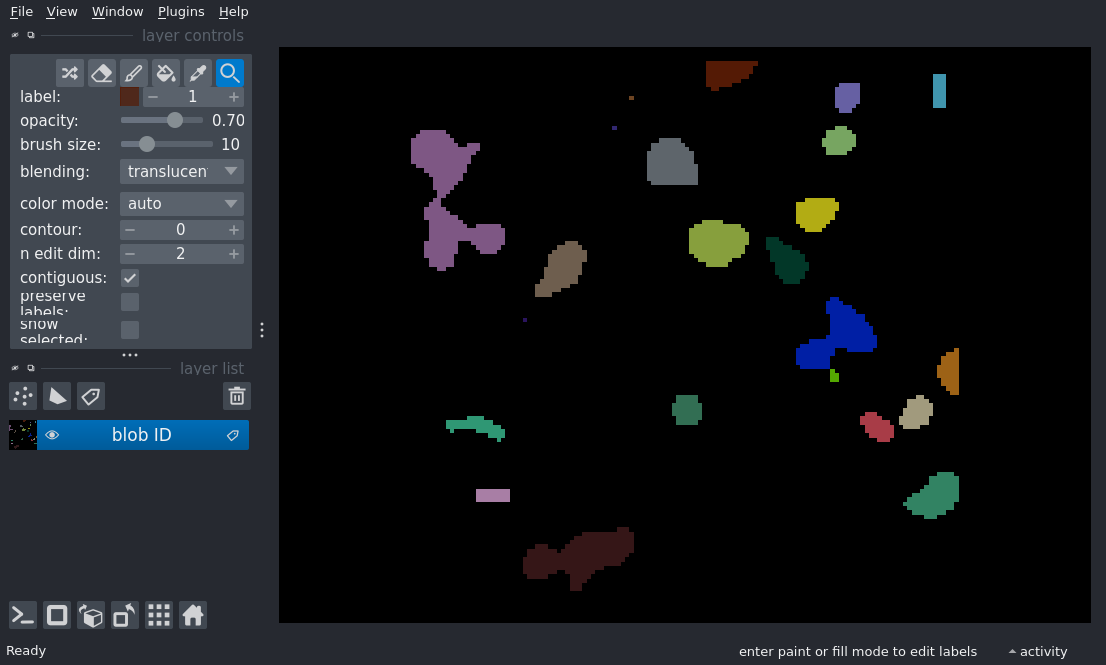 File View Window Plugins Help
layer controls
label: 1
opacity: 0.70
brush size: 10
blending: translucen
color mode: auto
contour: 0
n edit dim: 2
contiguous:
preserve
labels:
show
selected:
layer list
blob ID
Ready
enter paint or fill mode to edit labels
activity